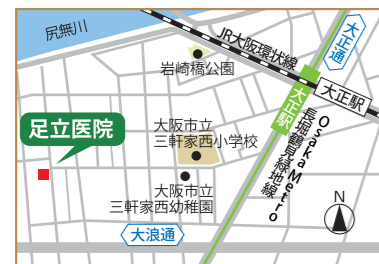 尻無川
岩崎橋公園
JR大阪環状線
大正通
大正駅
大正駅
Osaka Metro
長堀鶴見緑地線
足立医院
大阪市立
三軒家西小学校
大阪市立
三軒家西幼稚園
大浪通
N